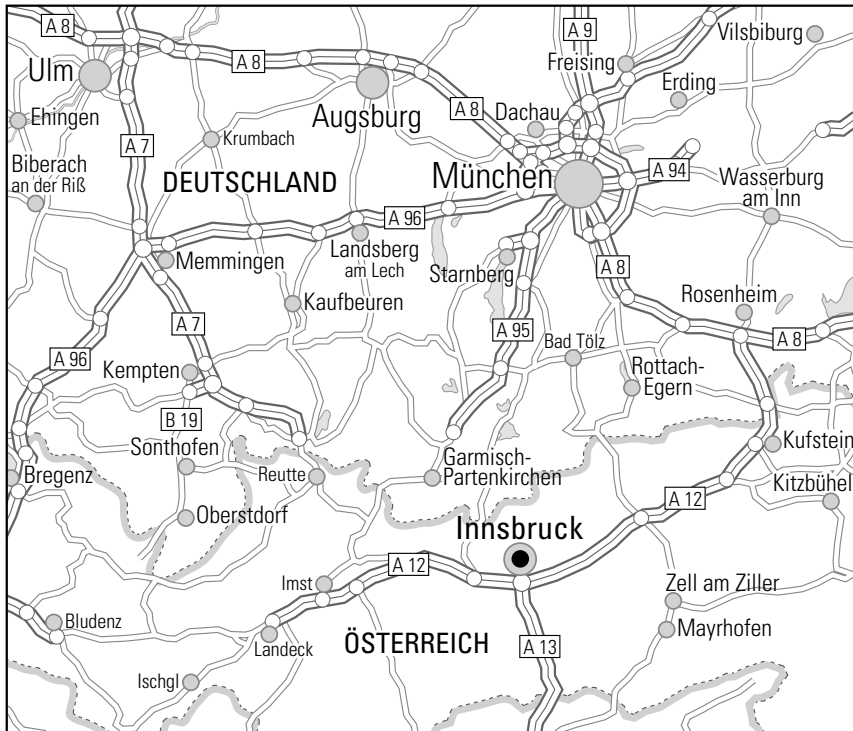 A 8
A 9
Vilsbiburg
Ulm
A 8
Freising
Erding
Augsburg
A 8
Dachau
Ehingen
Krumbach
A 7
Biberach
an der Riß
DEUTSCHLAND
München
A 94
Wasserburg
am Inn
A 96
Landsberg
am Lech
Memmingen
Starnberg
A 8
Kaufbeuren
Rosenheim
A 7
A 95
A 8
Bad Tölz
A 96
Kempten
Rottach-
Egern
B 19
Sonthofen
Kufstein
Bregenz
Reutte
Garmisch-
Partenkirchen
Kitzbühel
A 12
Oberstdorf
Innsbruck
A 12
Imst
Zell am Ziller
Bludenz
Mayrhofen
Landeck
ÖSTERREICH
A 13
Ischgl